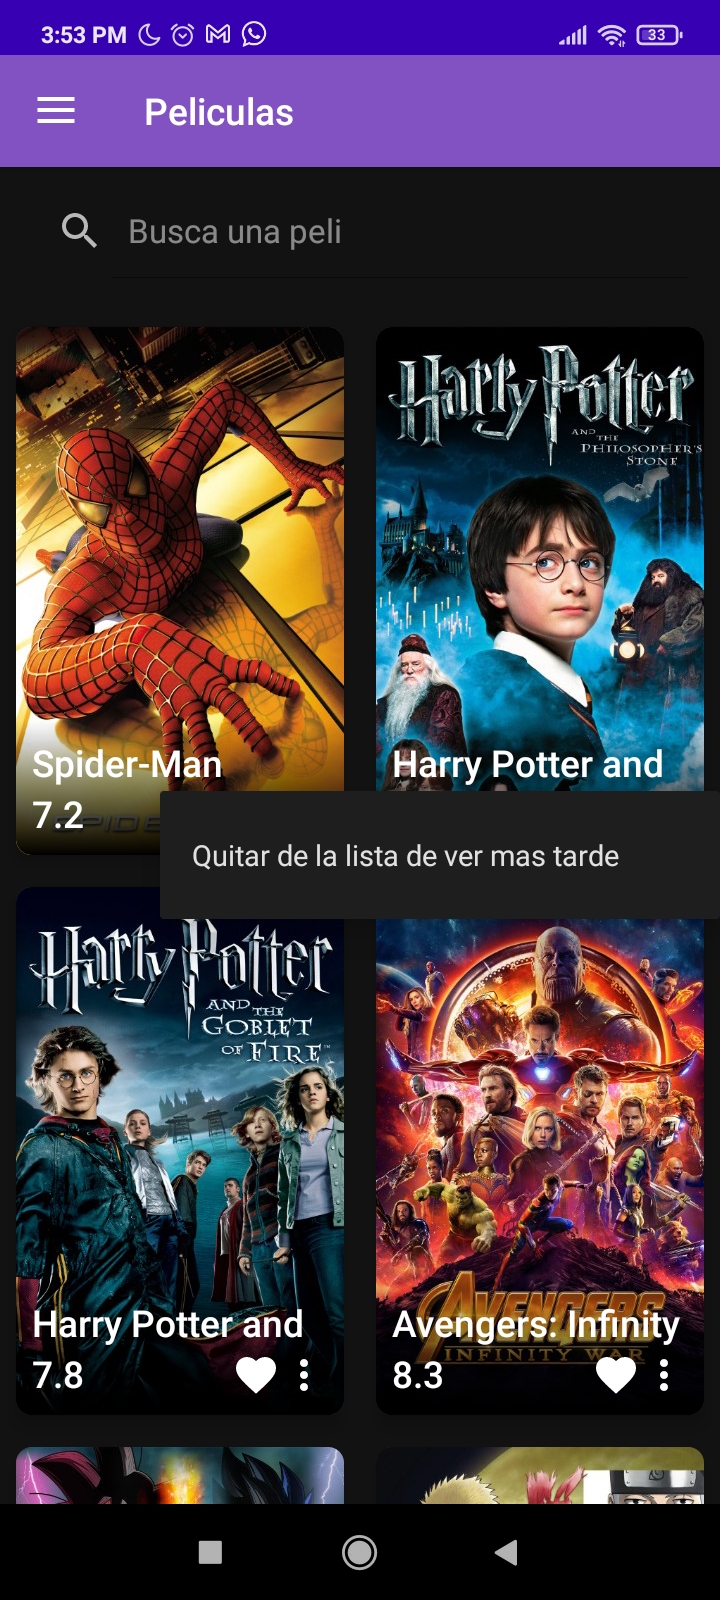 3:53 PM
33
Peliculas
Busca una peli
Harry Potter
AND THE
PHILOSOPHER'S
STONE
Spider-Man
7.2
Harry Potter and
Quitar de la lista de ver mas tarde
Harry Potter
AND THE
GOBLET
OF FIRE™
Harry Potter and
7.8
AVENGERS
INFINITY WAR
Avengers: Infinity
8.3